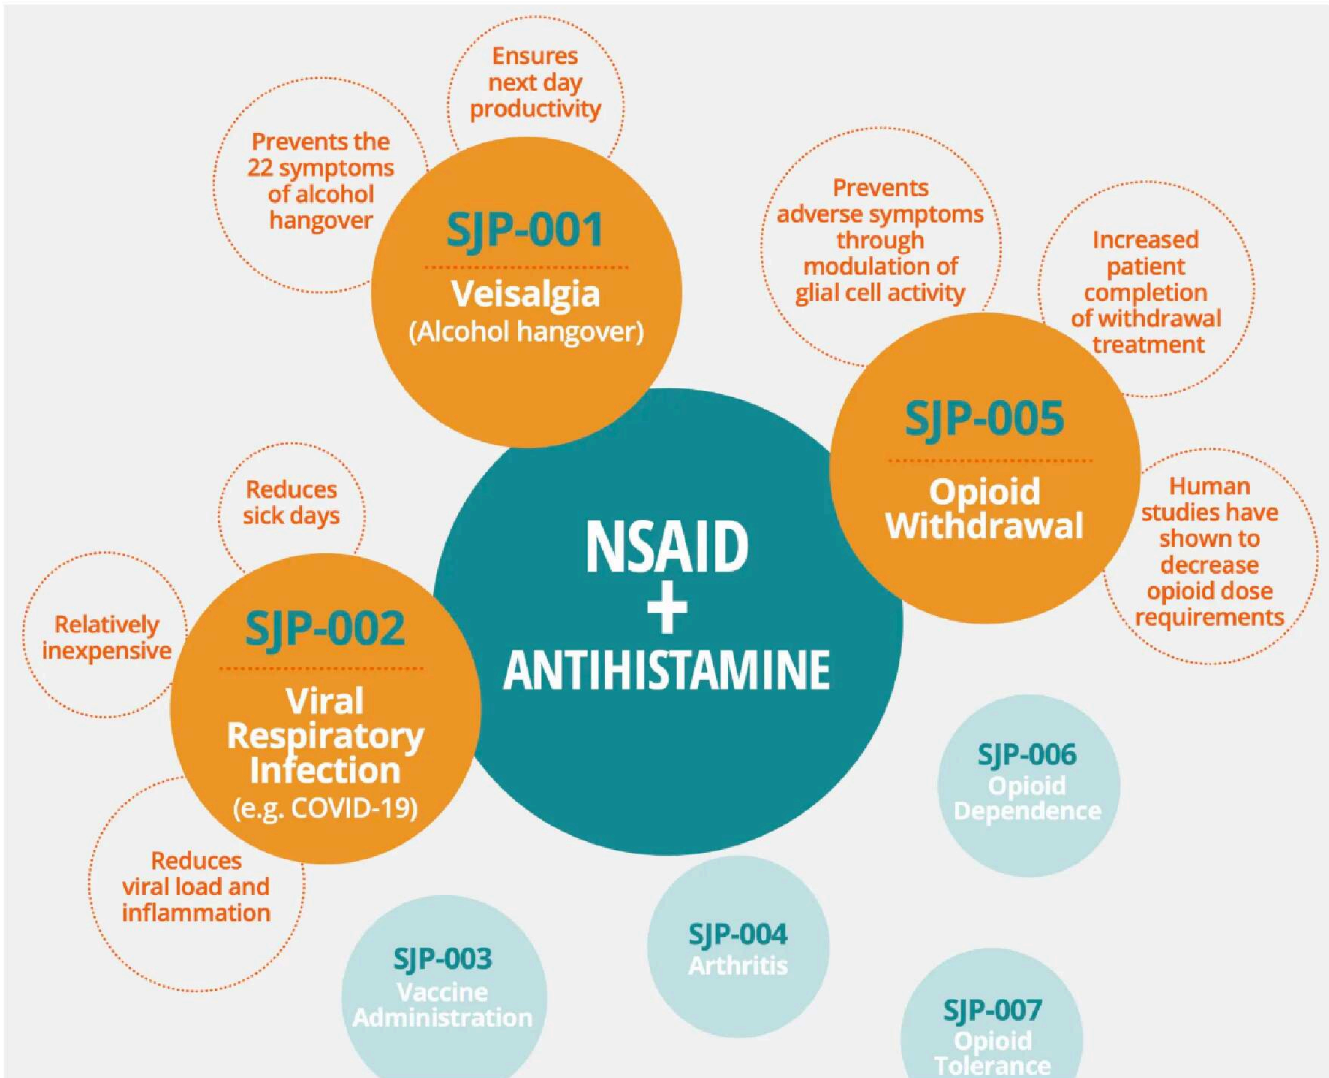 Ensures
next day
productivity
Prevents the
22 symptoms
of alcohol
hangover
SJP-001
Veisalgia
(Alcohol hangover)
Prevents
adverse symptoms
through
modulation of
glial cell activity
Increased
patient
completion
of withdrawal
treatment
SJP-005
Opioid
Withdrawal
Human
studies have
shown to
decrease
opioid dose
requirements
NSAID
+
ANTIHISTAMINE
Reduces
sick days
Relatively
inexpensive
SJP-002
Viral
Respiratory
Infection
(e.g. COVID-19)
Reduces
viral load and
inflammation
SJP-006
Opioid
Dependence
SJP-003
Vaccine
Administration
SJP-004
Arthritis
SJP-007
Opioid
Tolerance